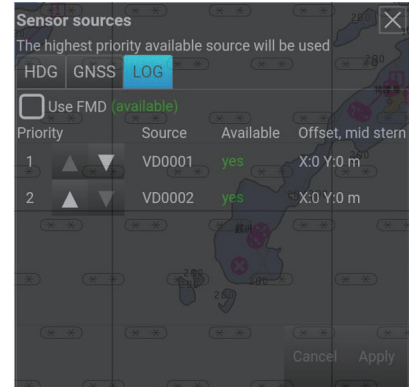 Sensor sources
The highest priority available source will be used
HDG GNSS LOG
Use FMD (available)
Priority Source Available Offset, mid stern
1 VD0001 yes X:0 Y:0 m
2 VD0002 yes X:0 Y:0 m
200
Cancel Apply